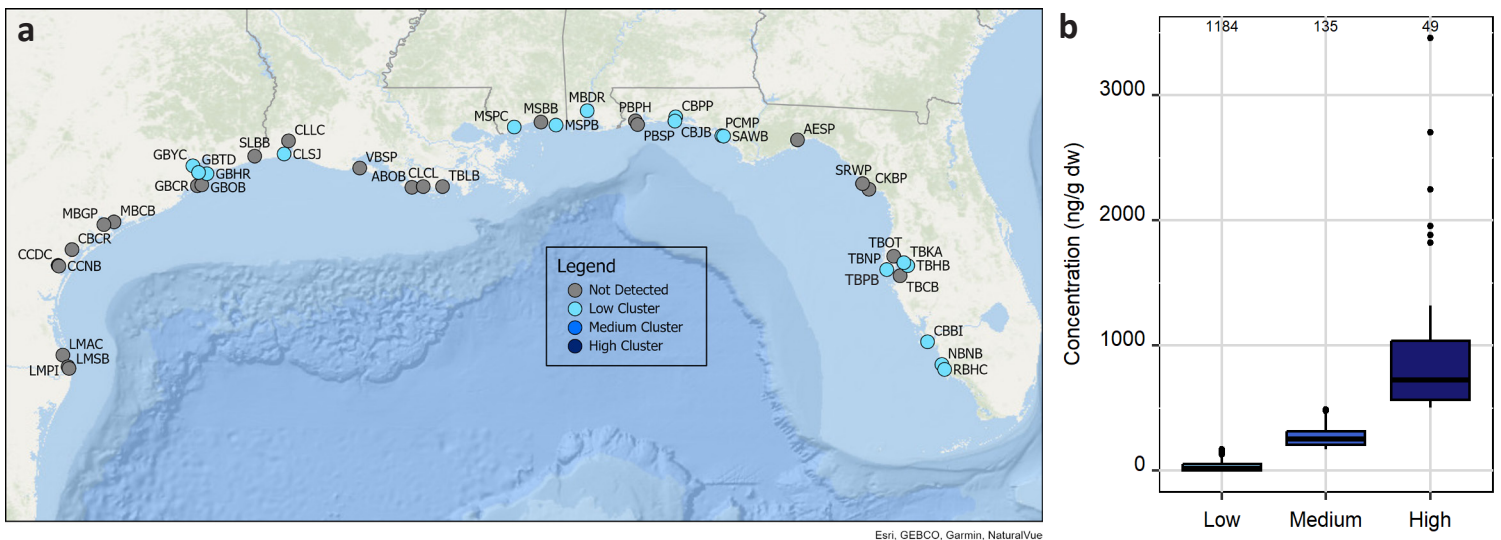 a
MBDR
MSBB
PBPH
CBPP
MSPC
MSPB
PCMP
AESP
PBSP
CBJB
SAWB
CLLC
SLBB
CLSJ
GBYC
GBTD
VBSP
GBHR
ABOB
CLCL
TBLB
SRWP
CKBP
GBCR
GBOB
MBGP
MBCB
CBCR
CCDC
CCNB
TBOT
TBKA
TBNP
TBHB
TBPB
TBCB
Legend
Not Detected
Low Cluster
Medium Cluster
High Cluster
CBBI
LMAC
LMSB
LMPI
NBNB
RBHC
Esri, GEBCO, Garmin, NaturalVue
b
1184 135 49
Concentration (ng/g dw)
3000
2000
1000
0
Low Medium High